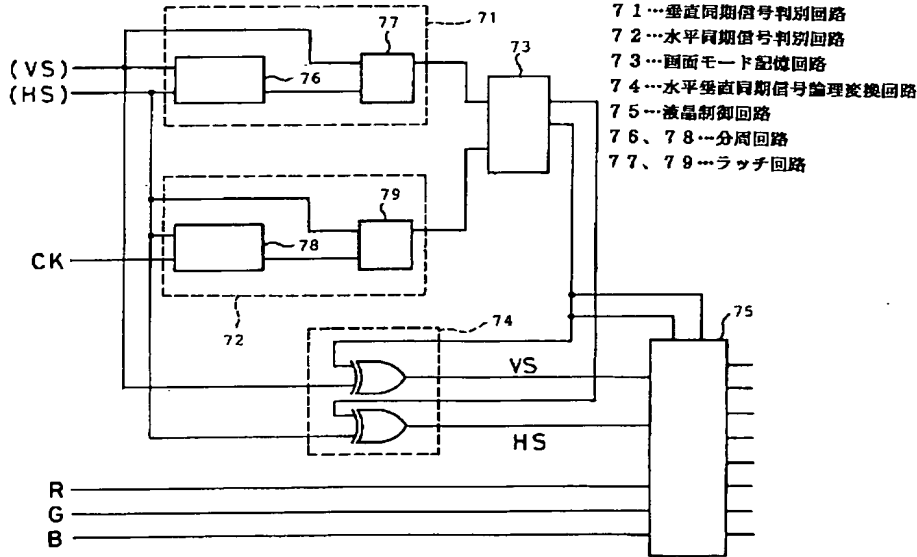 71…垂直同期信号判別回路
72…水平同期信号判別回路
73…画面モード記憶回路
74…水平垂直同期信号論理変換回路
75…液晶制御回路
76、78…分周回路
77、79…ラッチ回路
71
77
73
(VS)
(HS)
76
79
78
CK
72
74
75
VS
HS
R
G
B